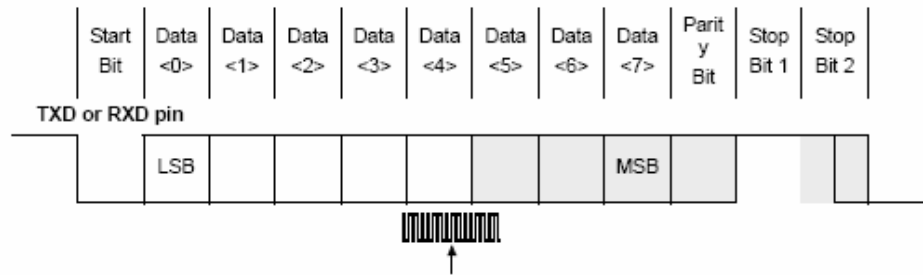 Start Bit
Data <0>
Data <1>
Data <2>
Data <3>
Data <4>
Data <5>
Data <6>
Data <7>
Parit y Bit
Stop Bit 1
Stop Bit 2
TXD or RXD pin
LSB
MSB